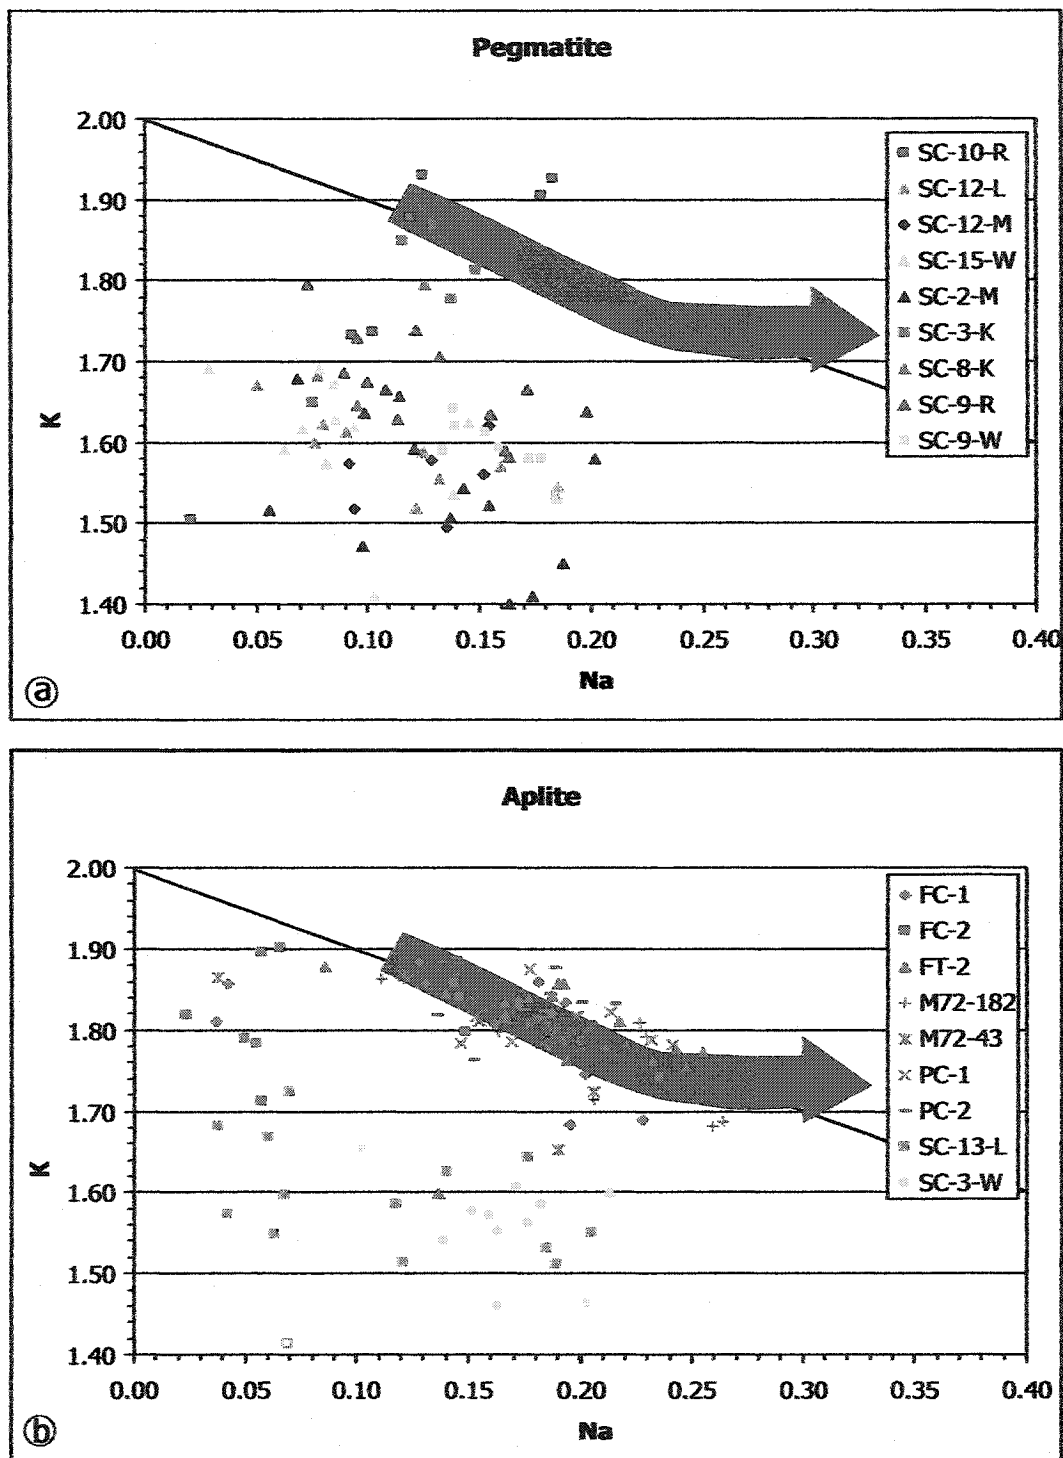 Pegmatite
2.00
1.90
1.80
1.70
1.60
1.50
1.40
K
0.00 0.05 0.10 0.15 0.20 0.25 0.30 0.35 0.40
Na
SC-10-R
SC-12-L
SC-12-M
SC-15-W
SC-2-M
SC-3-K
SC-8-K
SC-9-R
SC-9-W
a
Aplite
2.00
1.90
1.80
1.70
1.60
1.50
1.40
K
0.00 0.05 0.10 0.15 0.20 0.25 0.30 0.35 0.40
Na
FC-1
FC-2
FT-2
M72-182
M72-43
PC-1
PC-2
SC-13-L
SC-3-W
b